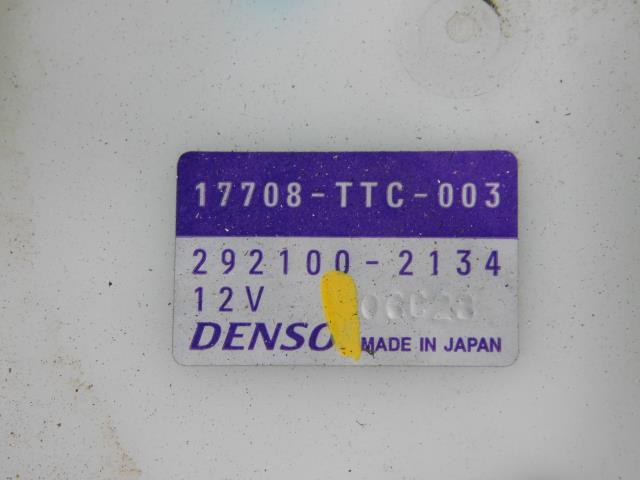 17708-TTC-003
292100-2134
12V
DENSO MADE IN JAPAN